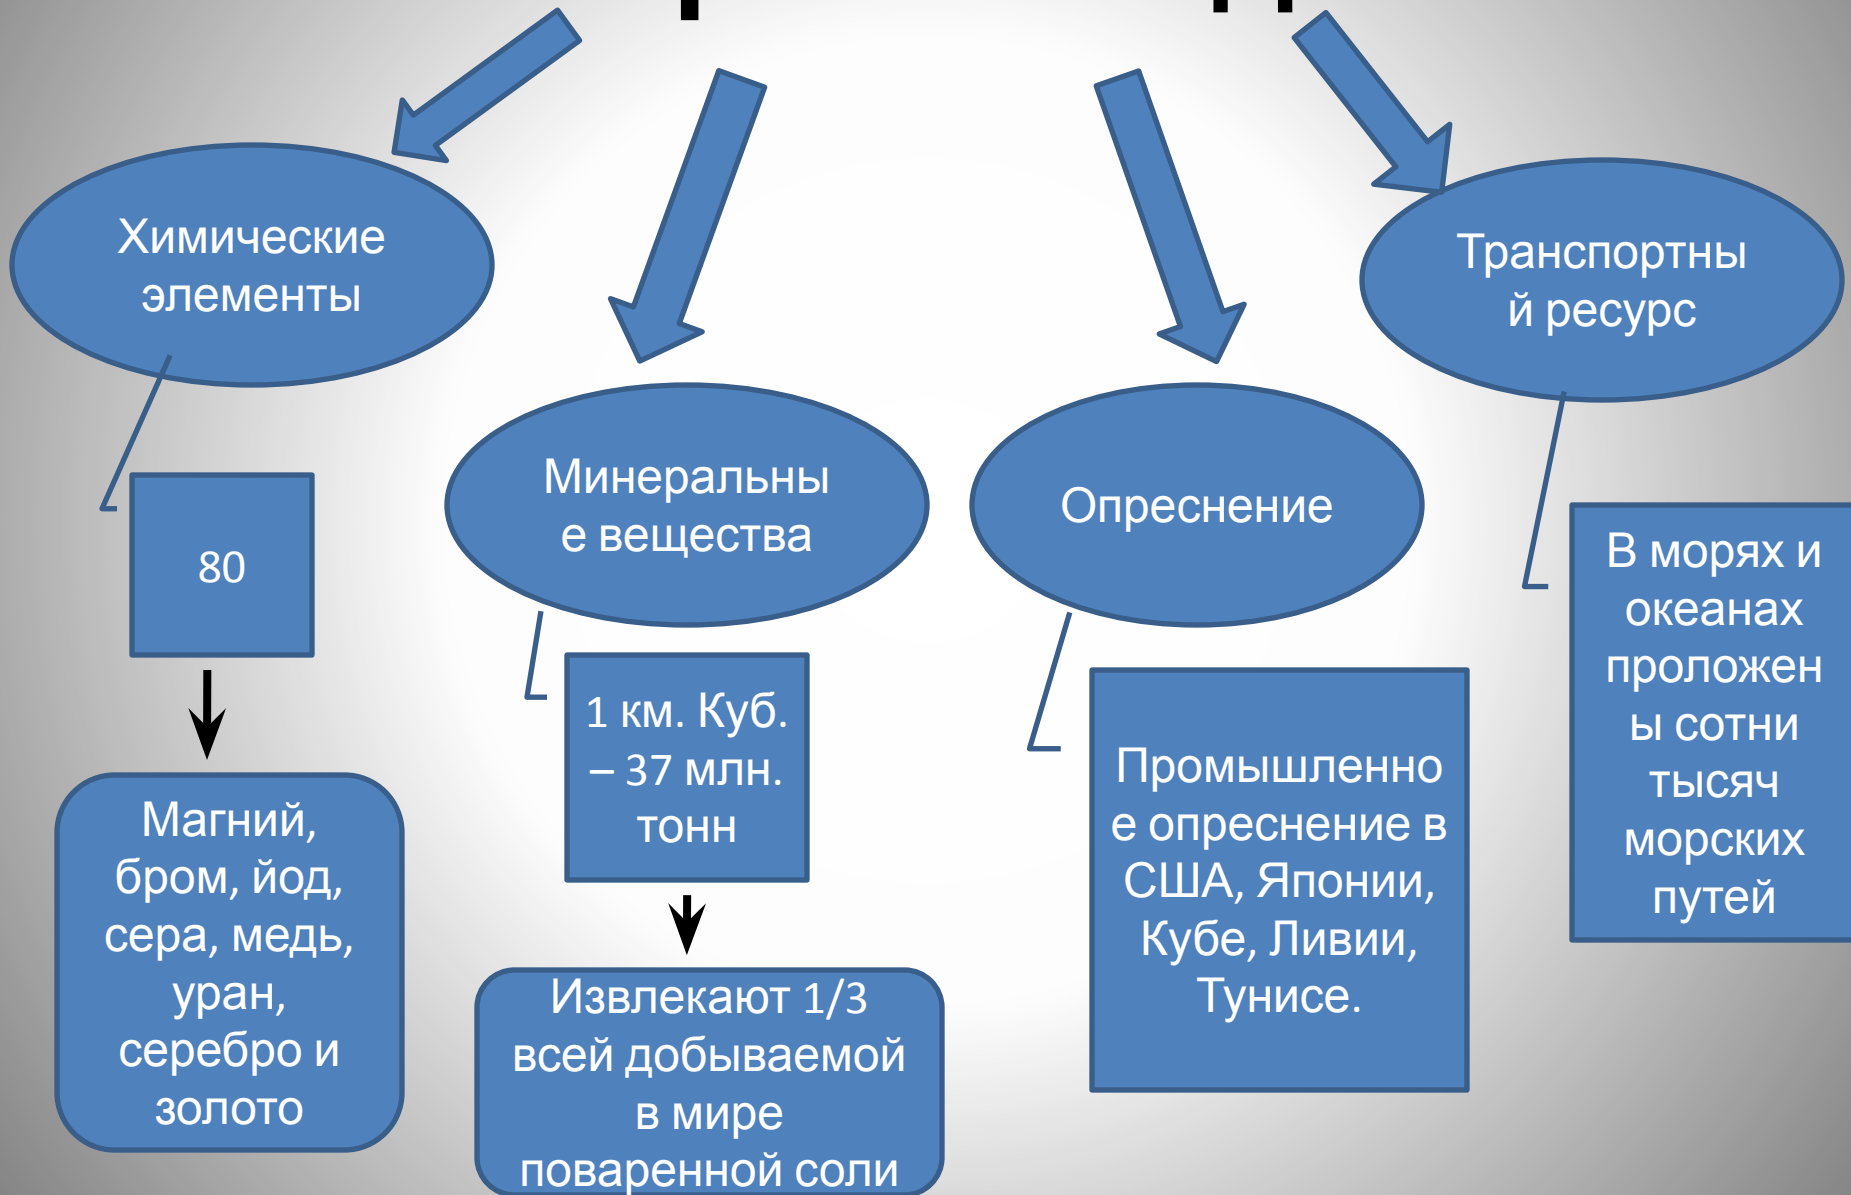 Химические
элементы
80
Магний,
бром, йод,
сера, медь,
уран,
серебро и
золото
Минеральны
е вещества
1 км. Куб.
– 37 млн.
тонн
Извлекают 1/3
всей добываемой
в мире
поваренной соли
Опреснение
Промышленно
е опреснение в
США, Японии,
Кубе, Ливии,
Тунисе.
Транспортны
й ресурс
В морях и
океанах
проложен
ы сотни
тысяч
морских
путей